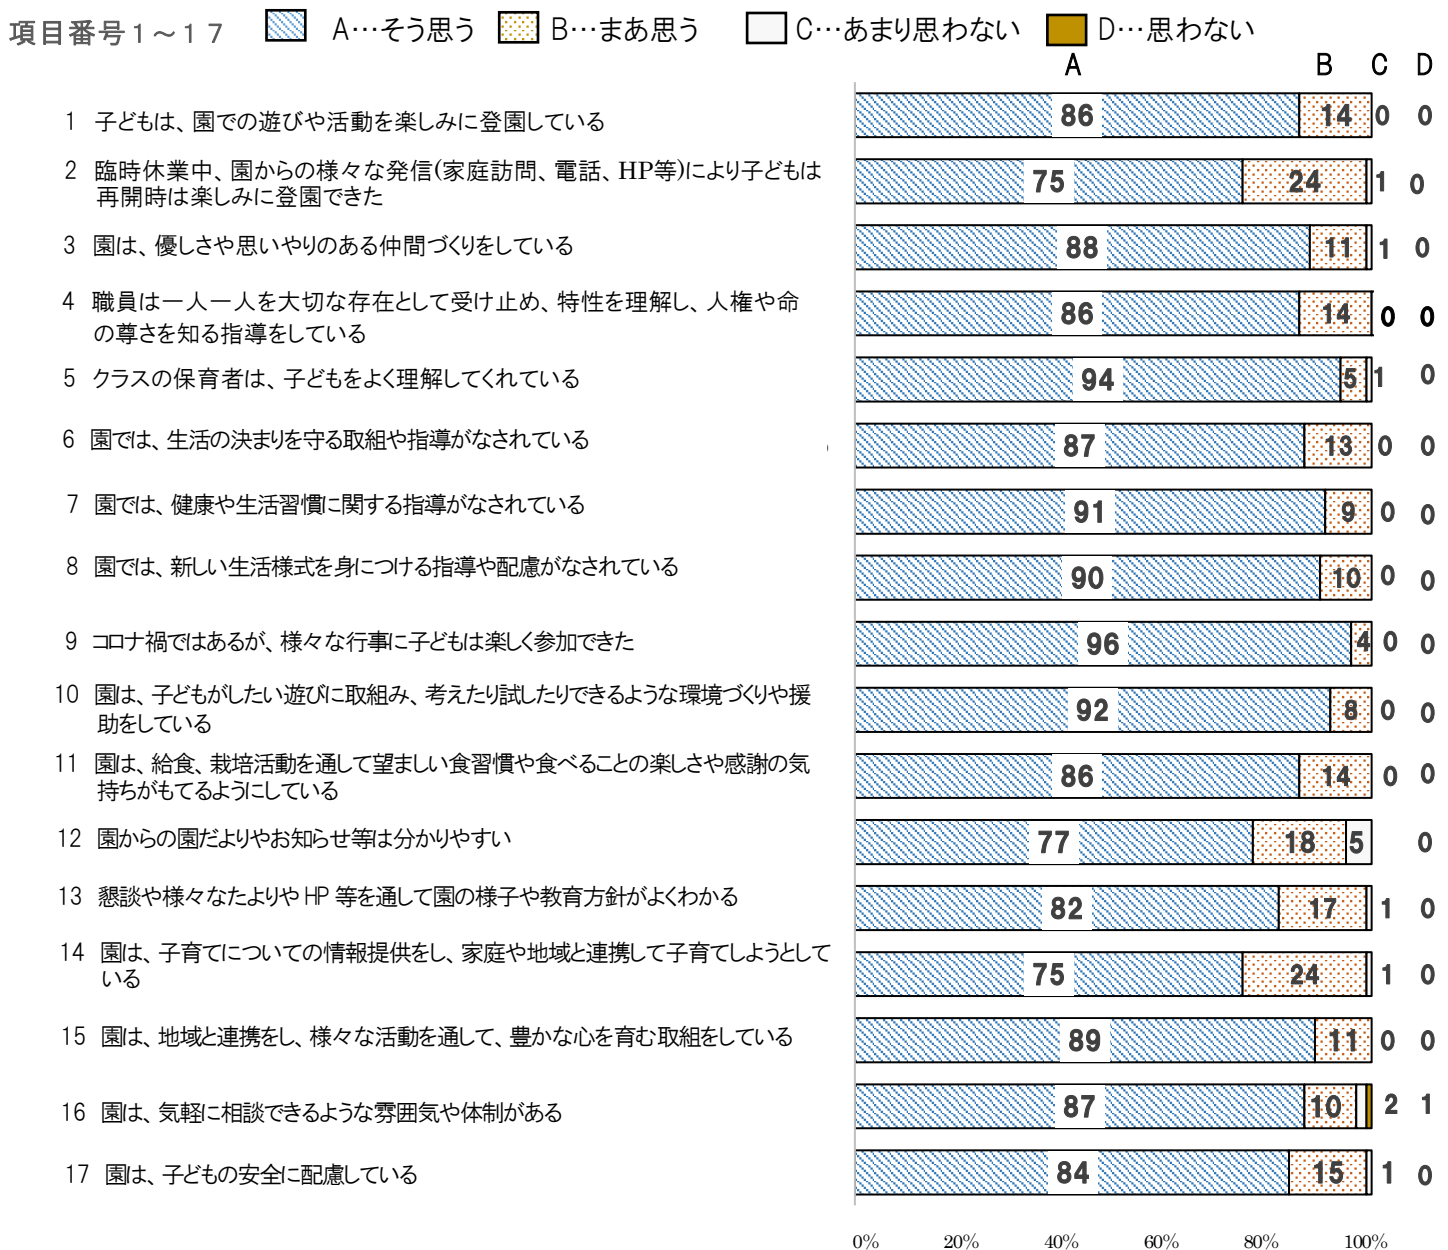 項目番号１～１７ A…そう思う B…まあ思う C…あまり思わない D…思わない
A B C D
1 子どもは、園での遊びや活動を楽しみに登園している 86 14 0 0
2 臨時休業中、園からの様々な発信(家庭訪問、電話、HP等)により子どもは
再開時は楽しみに登園できた 75 24 1 0
3 園は、優しさや思いやりのある仲間づくりをしている 88 11 1 0
4 職員は一人一人を大切な存在として受け止め、特性を理解し、人権や命
の尊さを知る指導をしている 86 14 0 0
5 クラスの保育者は、子どもをよく理解してくれている 94 5 1 0
6 園では、生活の決まりを守る取組や指導がなされている 87 13 0 0
7 園では、健康や生活習慣に関する指導がなされている 91 9 0 0
8 園では、新しい生活様式を身につける指導や配慮がなされている 90 10 0 0
9 コロナ禍ではあるが、様々な行事に子どもは楽しく参加できた 96 4 0 0
10 園は、子どもがしたい遊びに取組み、考えたり試したりできるような環境づくりや援
助をしている 92 8 0 0
11 園は、給食、栽培活動を通して望ましい食習慣や食べることの楽しさや感謝の気
持ちがもてるようにしている 86 14 0 0
12 園からの園だよりやお知らせ等は分かりやすい 77 18 5 0
13 懇談や様々なたよりや HP 等を通して園の様子や教育方針がよくわかる 82 17 1 0
14 園は、子育てについての情報提供をし、家庭や地域と連携して子育てしようとして
いる 75 24 1 0
15 園は、地域と連携をし、様々な活動を通して、豊かな心を育む取組をしている 89 11 0 0
16 園は、気軽に相談できるような雰囲気や体制がある 87 10 2 1
17 園は、子どもの安全に配慮している 84 15 1 0
0% 20% 40% 60% 80% 100%